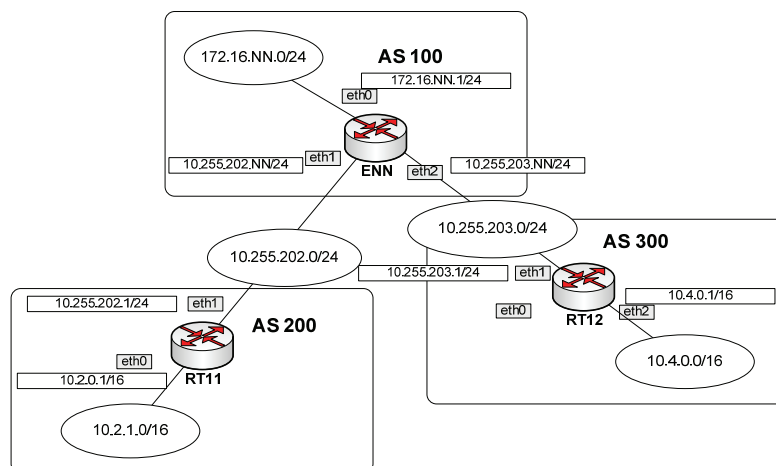 172.16.NN.0/24
AS 100
172.16.NN.1/24
eth0
10.255.202.NN/24
eth1
ENN
eth2
10.255.203.NN/24
10.255.203.0/24
AS 300
10.255.202.0/24
10.255.203.1/24
eth1
10.4.0.1/16
eth0
RT12
eth2
10.4.0.0/16
10.255.202.1/24
eth1
AS 200
eth0
10.2.0.1/16
RT11
10.2.1.0/16